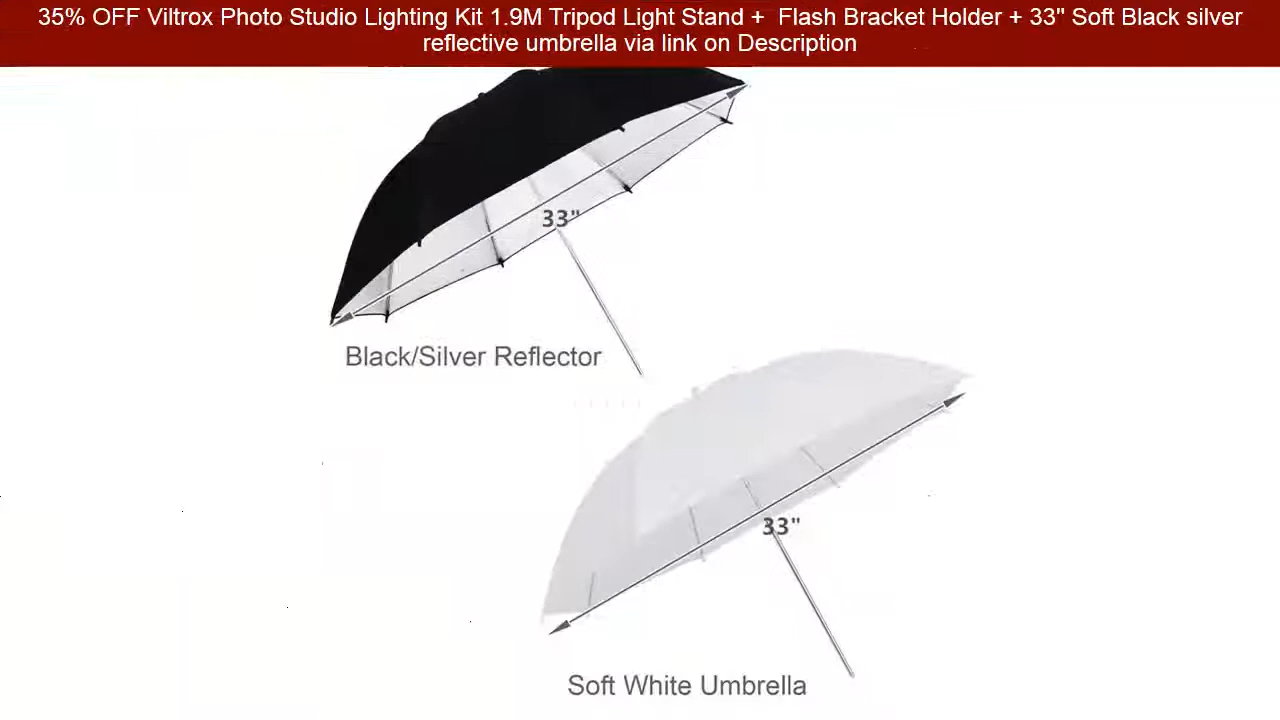 35% OFF Viltrox Photo Studio Lighting Kit 1.9M Tripod Light Stand +  Flash Bracket Holder + 33" Soft Black silver
reflective umbrella via link on Description
33"
Black/Silver Reflector
33"
Soft White Umbrella